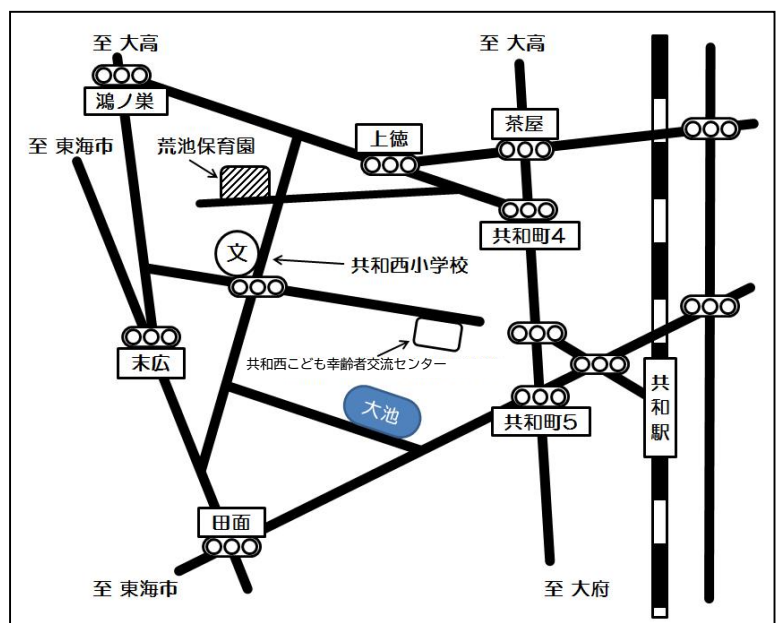 至 大高
至 大高
鴻ノ巣
茶屋
上徳
至 東海市
荒池保育園
共和町4
文
共和西小学校
末広
共和西こども幸齢者交流センター
大池
共和町5
共和駅
田面
至 東海市
至 大府